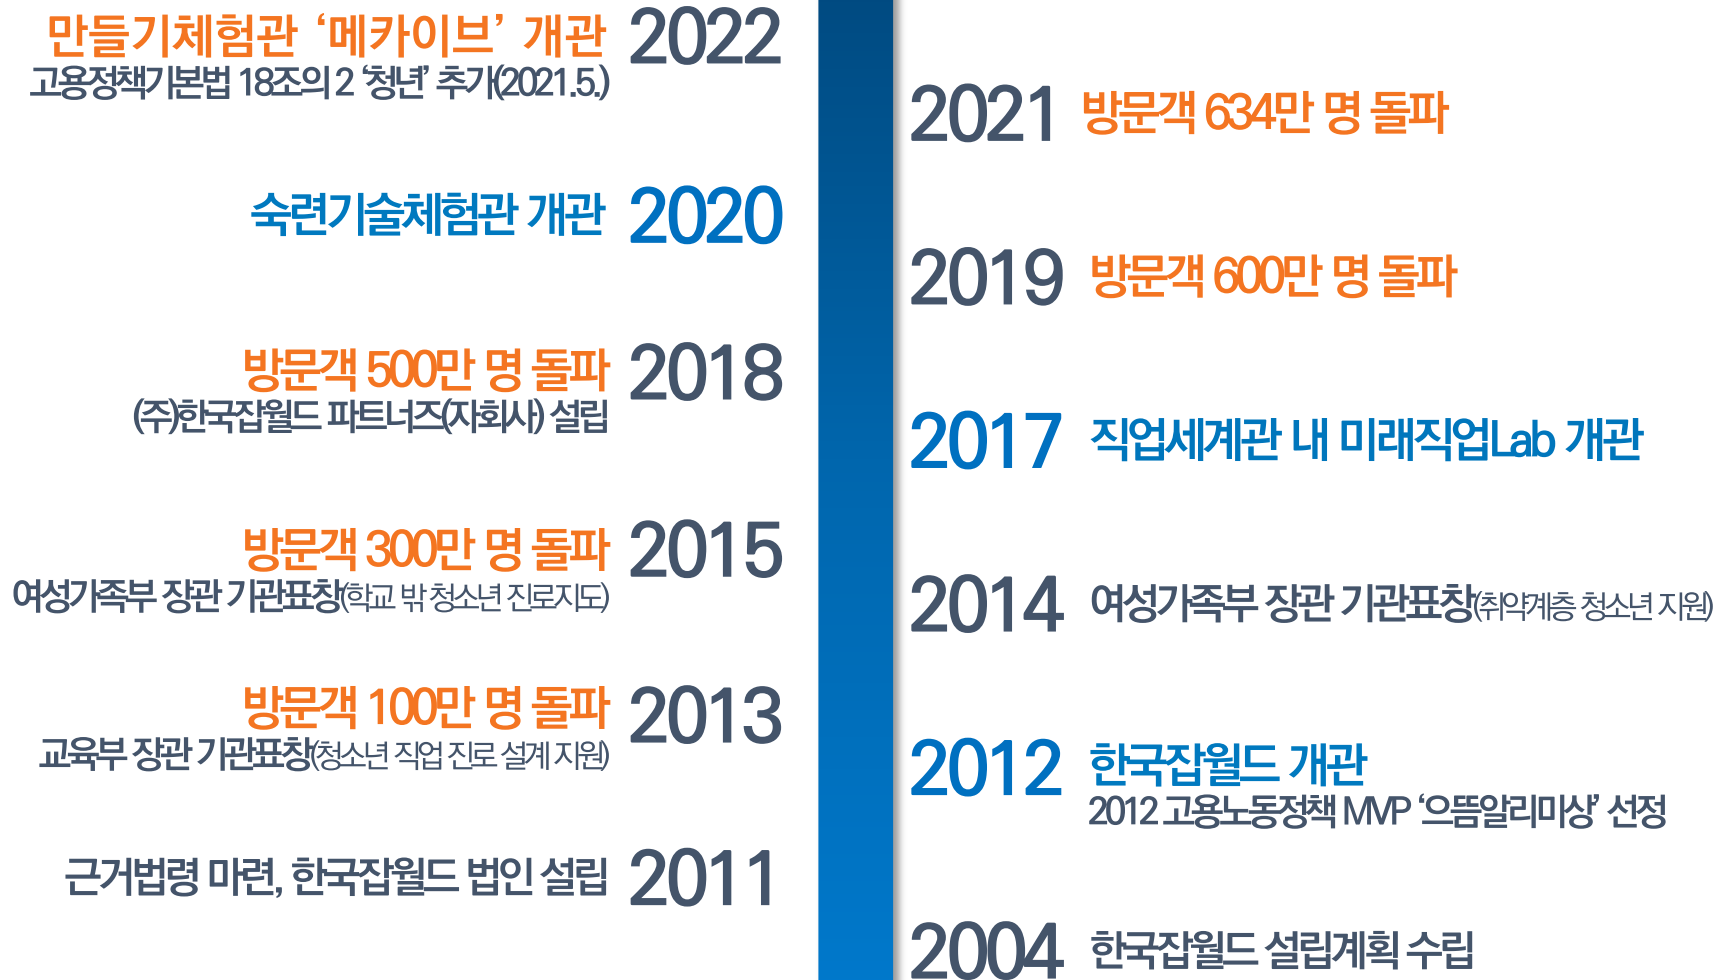 2022 만들기체험관 ‘메카이브’ 개관
고용정책기본법 18조의 2 ‘청년’ 추가(2021.5.)
2021 방문객 634만 명 돌파
2020 숙련기술체험관 개관
2019 방문객 600만 명 돌파
2018 방문객 500만 명 돌파
(주)한국잡월드 파트너즈(자회사) 설립
2017 직업세계관 내 미래직업Lab 개관
2015 방문객 300만 명 돌파
여성가족부 장관 기관표창(학교 밖 청소년 진로지도)
2014 여성가족부 장관 기관표창(취약계층 청소년 지원)
2013 방문객 100만 명 돌파
교육부 장관 기관표창(청소년 직업 진로 설계 지원)
2012 한국잡월드 개관
2012 고용노동정책 MVP ‘으뜸알리미상’ 선정
2011 근거법령 마련, 한국잡월드 법인 설립
2004 한국잡월드 설립계획 수립